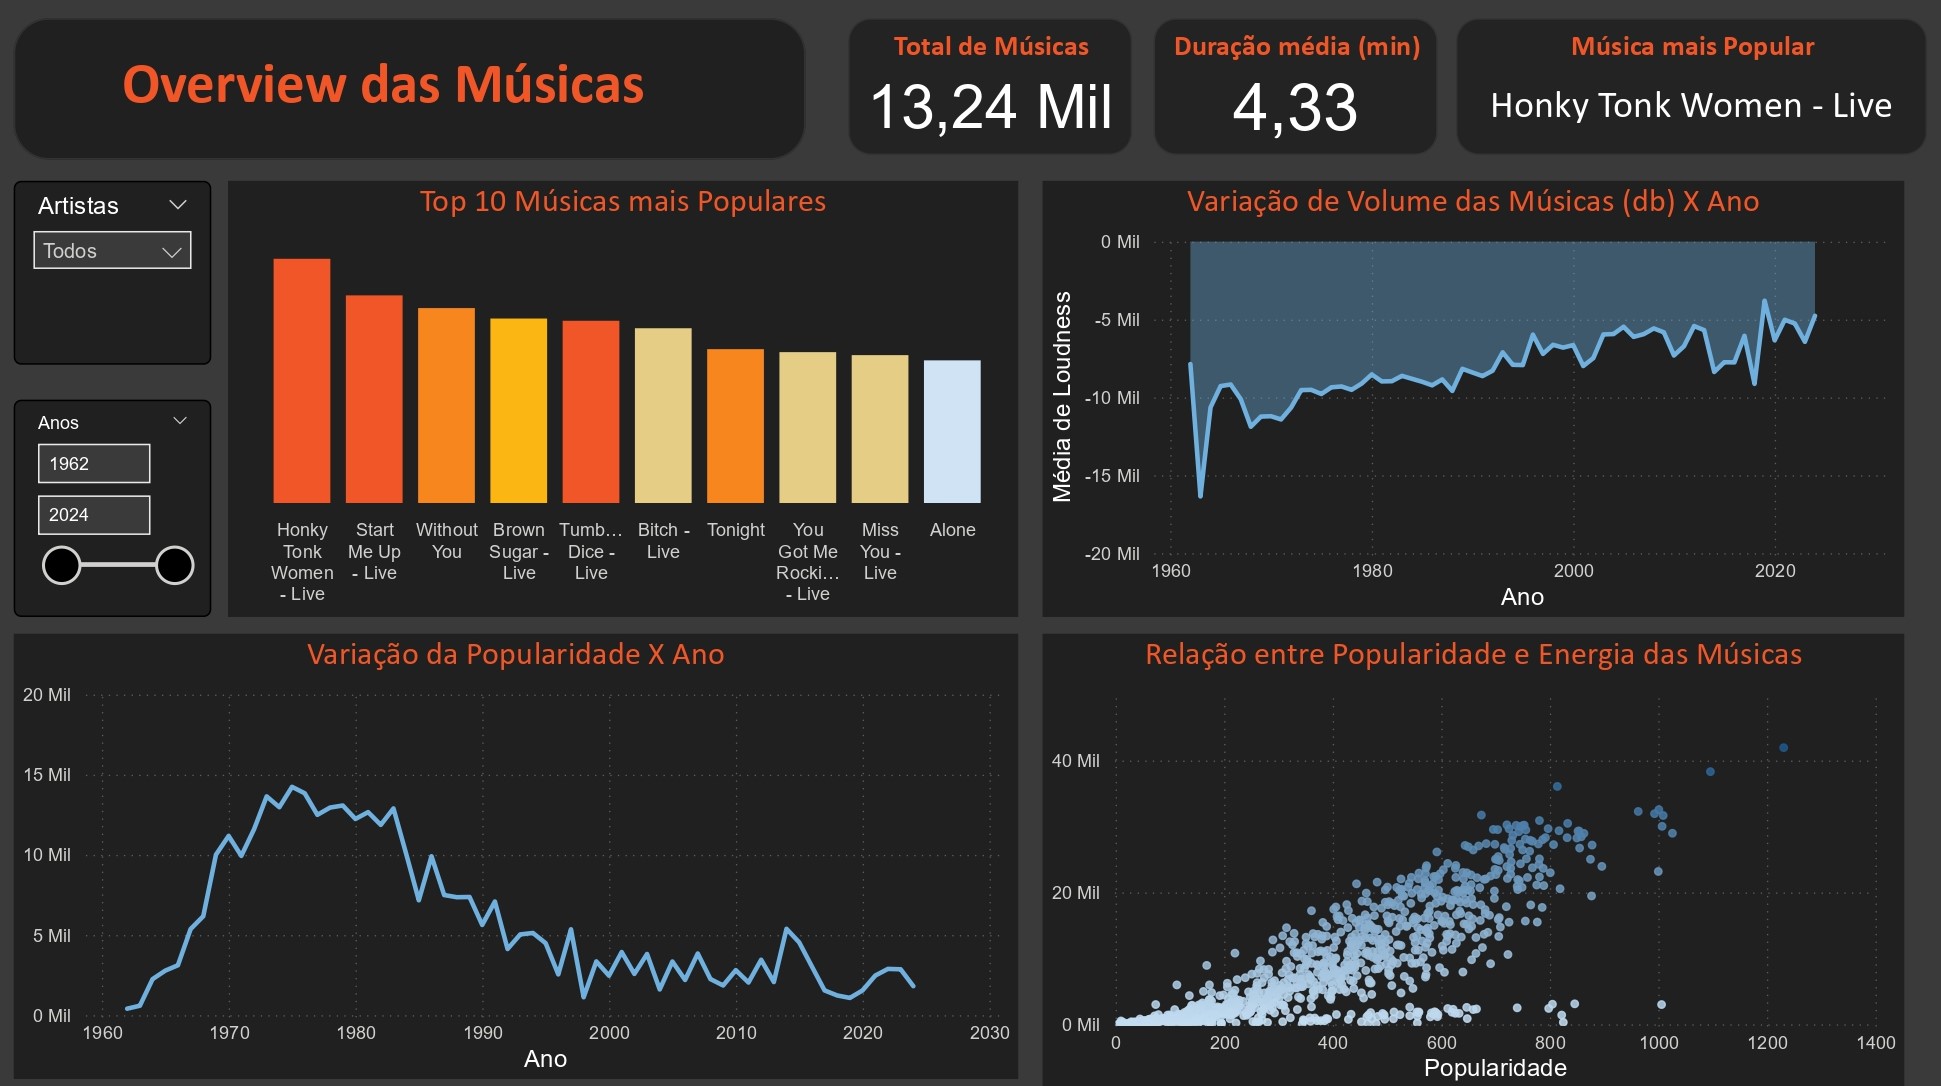 Overview das Músicas
Total de Músicas
13,24 Mil
Duração média (min)
4,33
Música mais Popular
Honky Tonk Women - Live
Artistas
Todos
Anos
1962
2024
Top 10 Músicas mais Populares
Honky
Tonk
Women
- Live
Start
Me Up
- Live
Without
You
Brown
Sugar -
Live
Tumb...
Dice -
Live
Bitch -
Live
Tonight
You
Got Me
Rocki...
- Live
Miss
You -
Live
Alone
Variação de Volume das Músicas (db) X Ano
Média de Loudness
0 Mil
-5 Mil
-10 Mil
-15 Mil
-20 Mil
1960 1980 2000 2020
Ano
Variação da Popularidade X Ano
20 Mil
15 Mil
10 Mil
5 Mil
0 Mil
1960 1970 1980 1990 2000 2010 2020 2030
Ano
Relação entre Popularidade e Energia das Músicas
40 Mil
20 Mil
0 Mil
0 200 400 600 800 1000 1200 1400
Popularidade